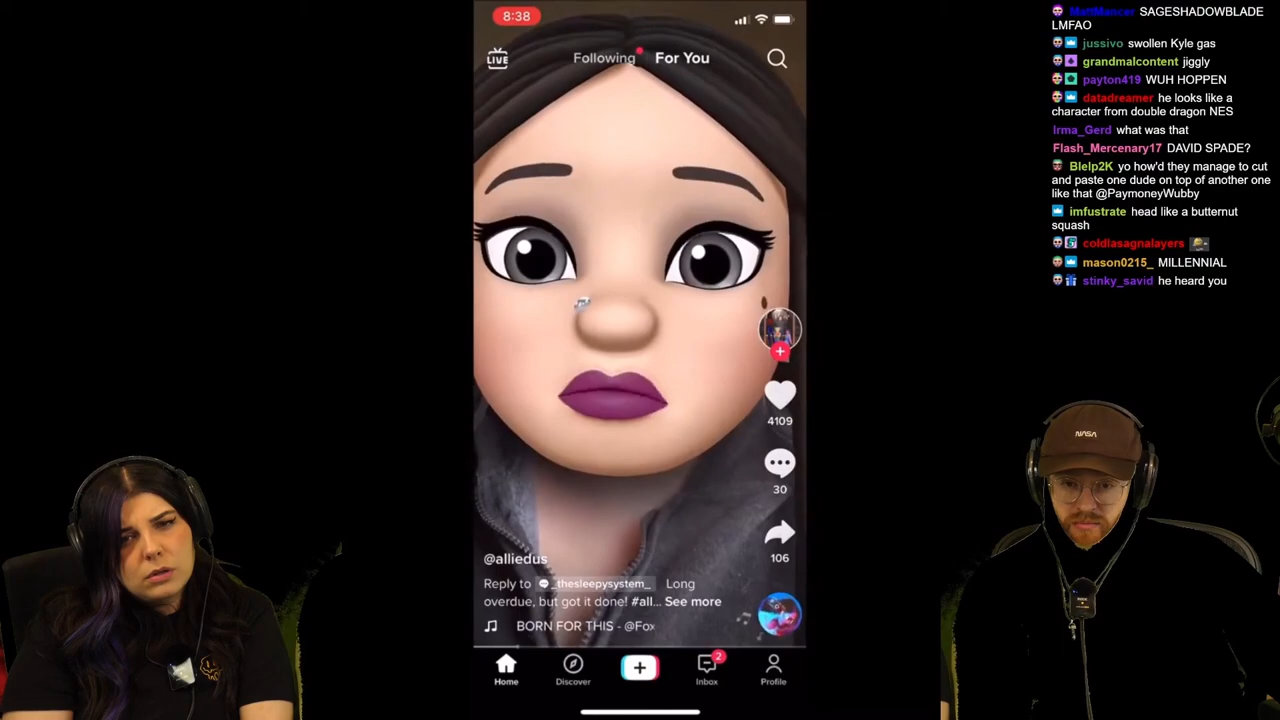 8:38
LIVE
Following
For You
4109
30
106
@alliedus
Reply to _thesleepysystem_ Long
overdue, but got it done! #all... See more
BORN FOR THIS - @Fox
Home
Discover
2
Inbox
Profile
MattMancer SAGESHADOWBLADE
LMFAO
jussivo swollen Kyle gas
grandmalcontent jiggly
payton419 WUH HOPPEN
datadreamer he looks like a
character from double dragon NES
Irma_Gerd what was that
Flash_Mercenary17 DAVID SPADE?
Blelp2K yo how'd they manage to cut
and paste one dude on top of another one
like that @PaymoneyWubby
imfustrate head like a butternut
squash
coldlasagnalayers
mason0215_ MILLENNIAL
stinky_savid he heard you
NASA